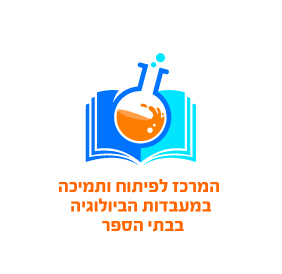 המרכז לפיתוח ותמיכה
במעבדות הביולוגיה
בבתי הספר